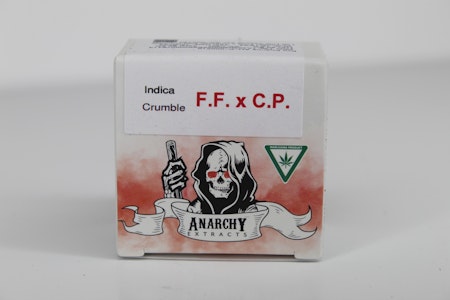 Indica
Crumble
F.F. x C.P.
ANARCHY
EXTRACTS